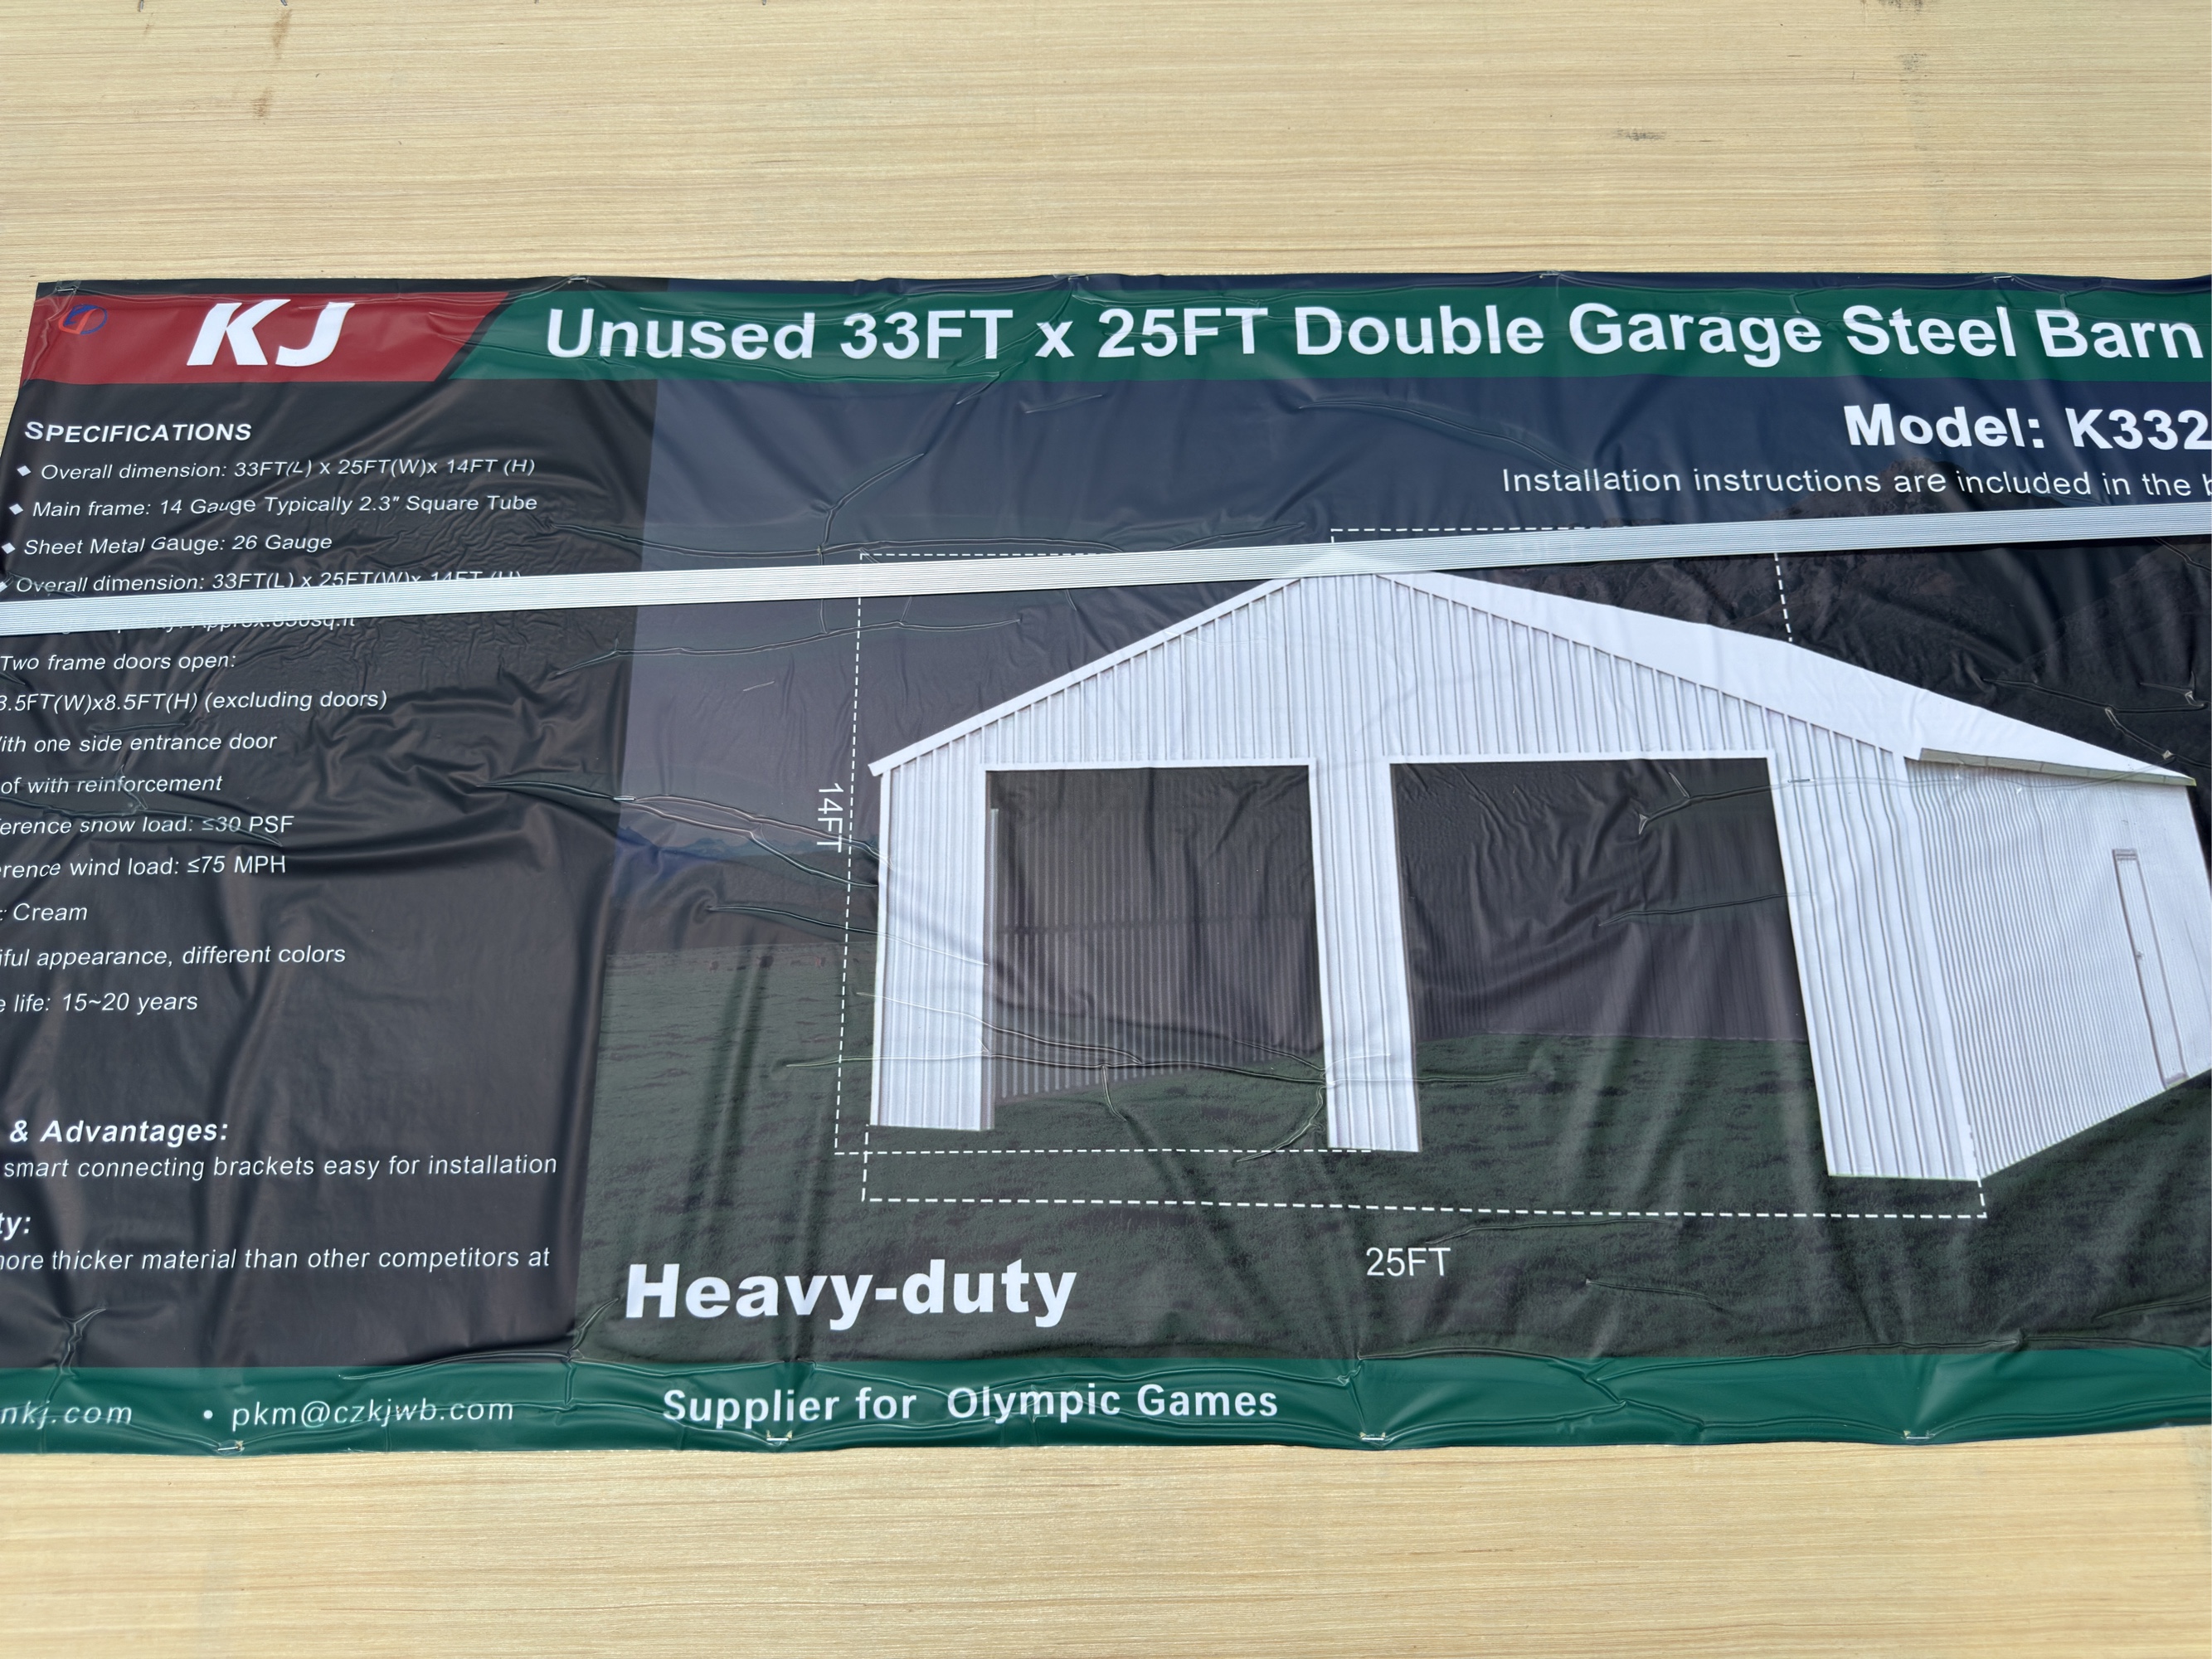 KJ
Unused 33FT x 25FT Double Garage Steel Barn
Model: K332
Installation instructions are included in the
SPECIFICATIONS
◆ Overall dimension: 33FT(L) x 25FT(W)x 14FT (H)
◆ Main frame: 14 Gauge Typically 2.3" Square Tube
◆ Sheet Metal Gauge: 26 Gauge
◆ Overall dimension: 33FT(L) x 25FT(W)x 14FT (H)
Two frame doors open:
8.5FT(W)x8.5FT(H) (excluding doors)
with one side entrance door
of with reinforcement
erence snow load: ≤30 PSF
erence wind load: ≤75 MPH
: Cream
iful appearance, different colors
e life: 15~20 years
& Advantages:
smart connecting brackets easy for installation
ty:
more thicker material than other competitors at
14FT
25FT
Heavy-duty
nkj.com • pkm@czkjwb.com
Supplier for Olympic Games